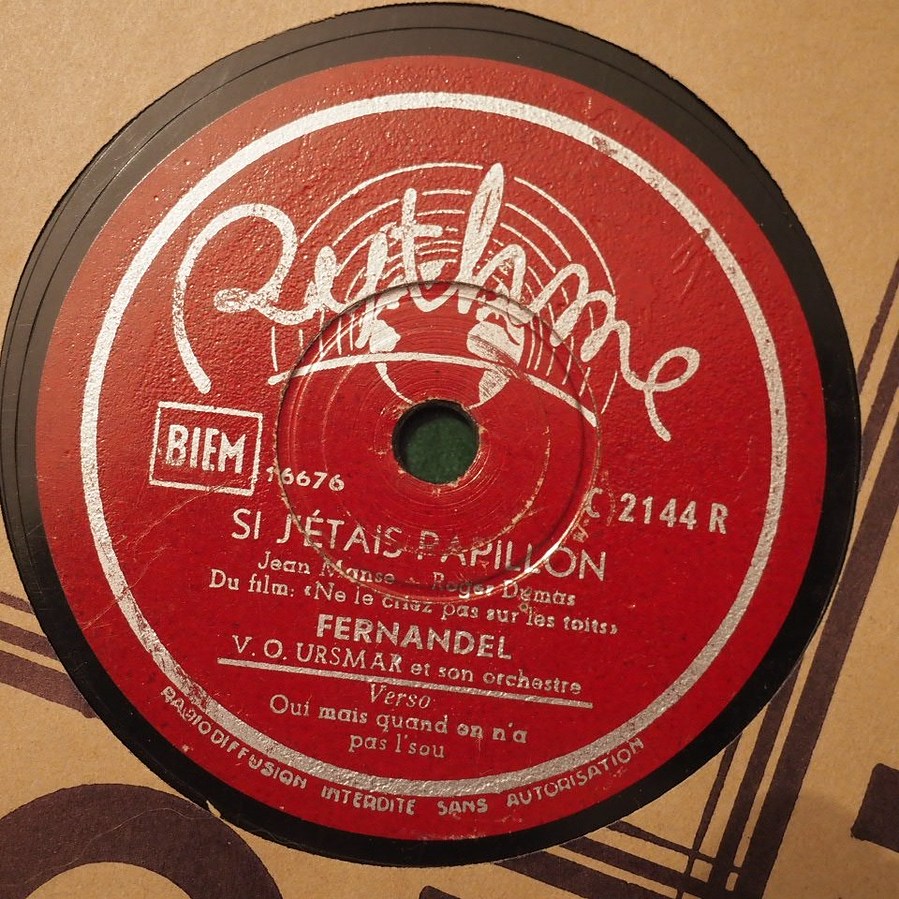 Rythme
BIEM
16676
C 2144 R
SI J'ÉTAIS PAPILLON
Jean Manse - Roger Dumas
Du film: «Ne le criez pas sur les toits»
FERNANDEL
V. O. URSMAR et son orchestre
Verso
Oui mais quand on n'a
pas l'sou
RADIODIFFUSION INTERDITE SANS AUTORISATION